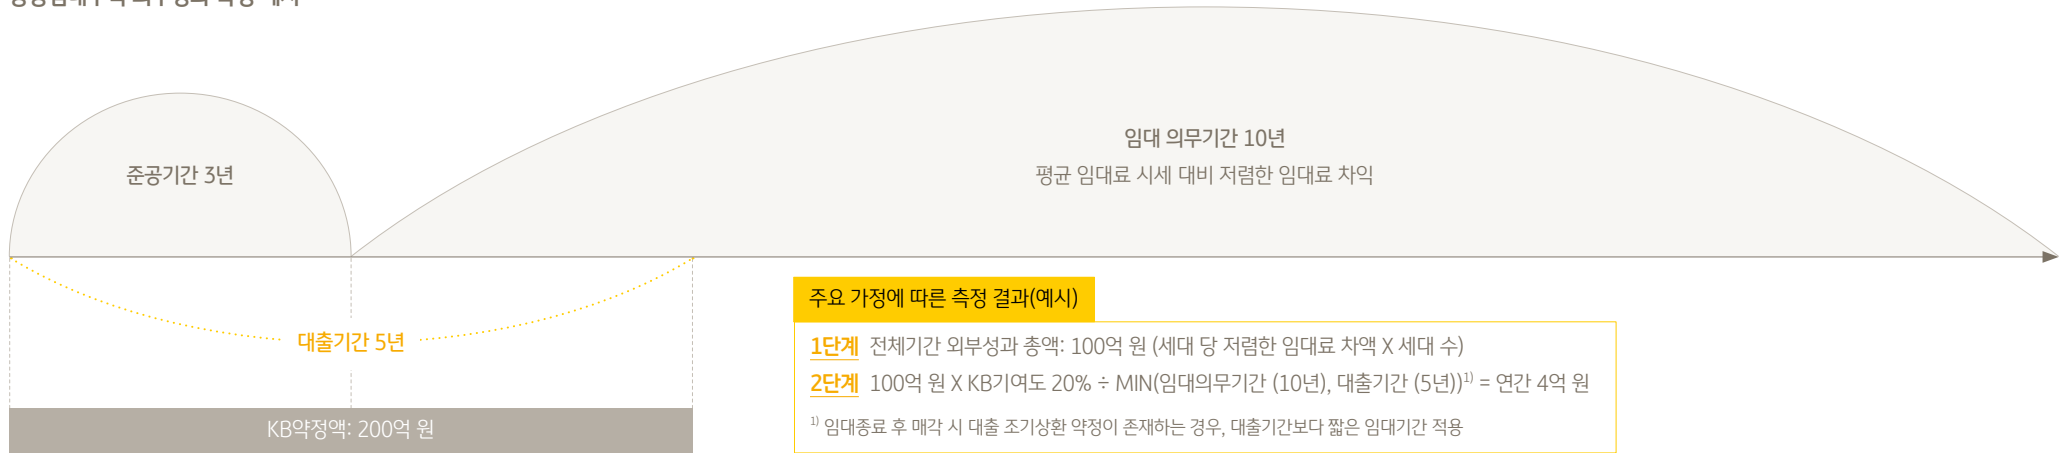 준공기간 3년
임대 의무기간 10년
평균 임대료 시세 대비 저렴한 임대료 차익
대출기간 5년
KB약정액: 200억 원
주요 가정에 따른 측정 결과(예시)
1단계 전체기간 외부성과 총액: 100억 원 (세대 당 저렴한 임대료 차액 X 세대 수)
2단계 100억 원 X KB기여도 20% ÷ MIN(임대의무기간 (10년), 대출기간 (5년))1) = 연간 4억 원
1) 임대종료 후 매각 시 대출 조기상환 약정이 존재하는 경우, 대출기간보다 짧은 임대기간 적용